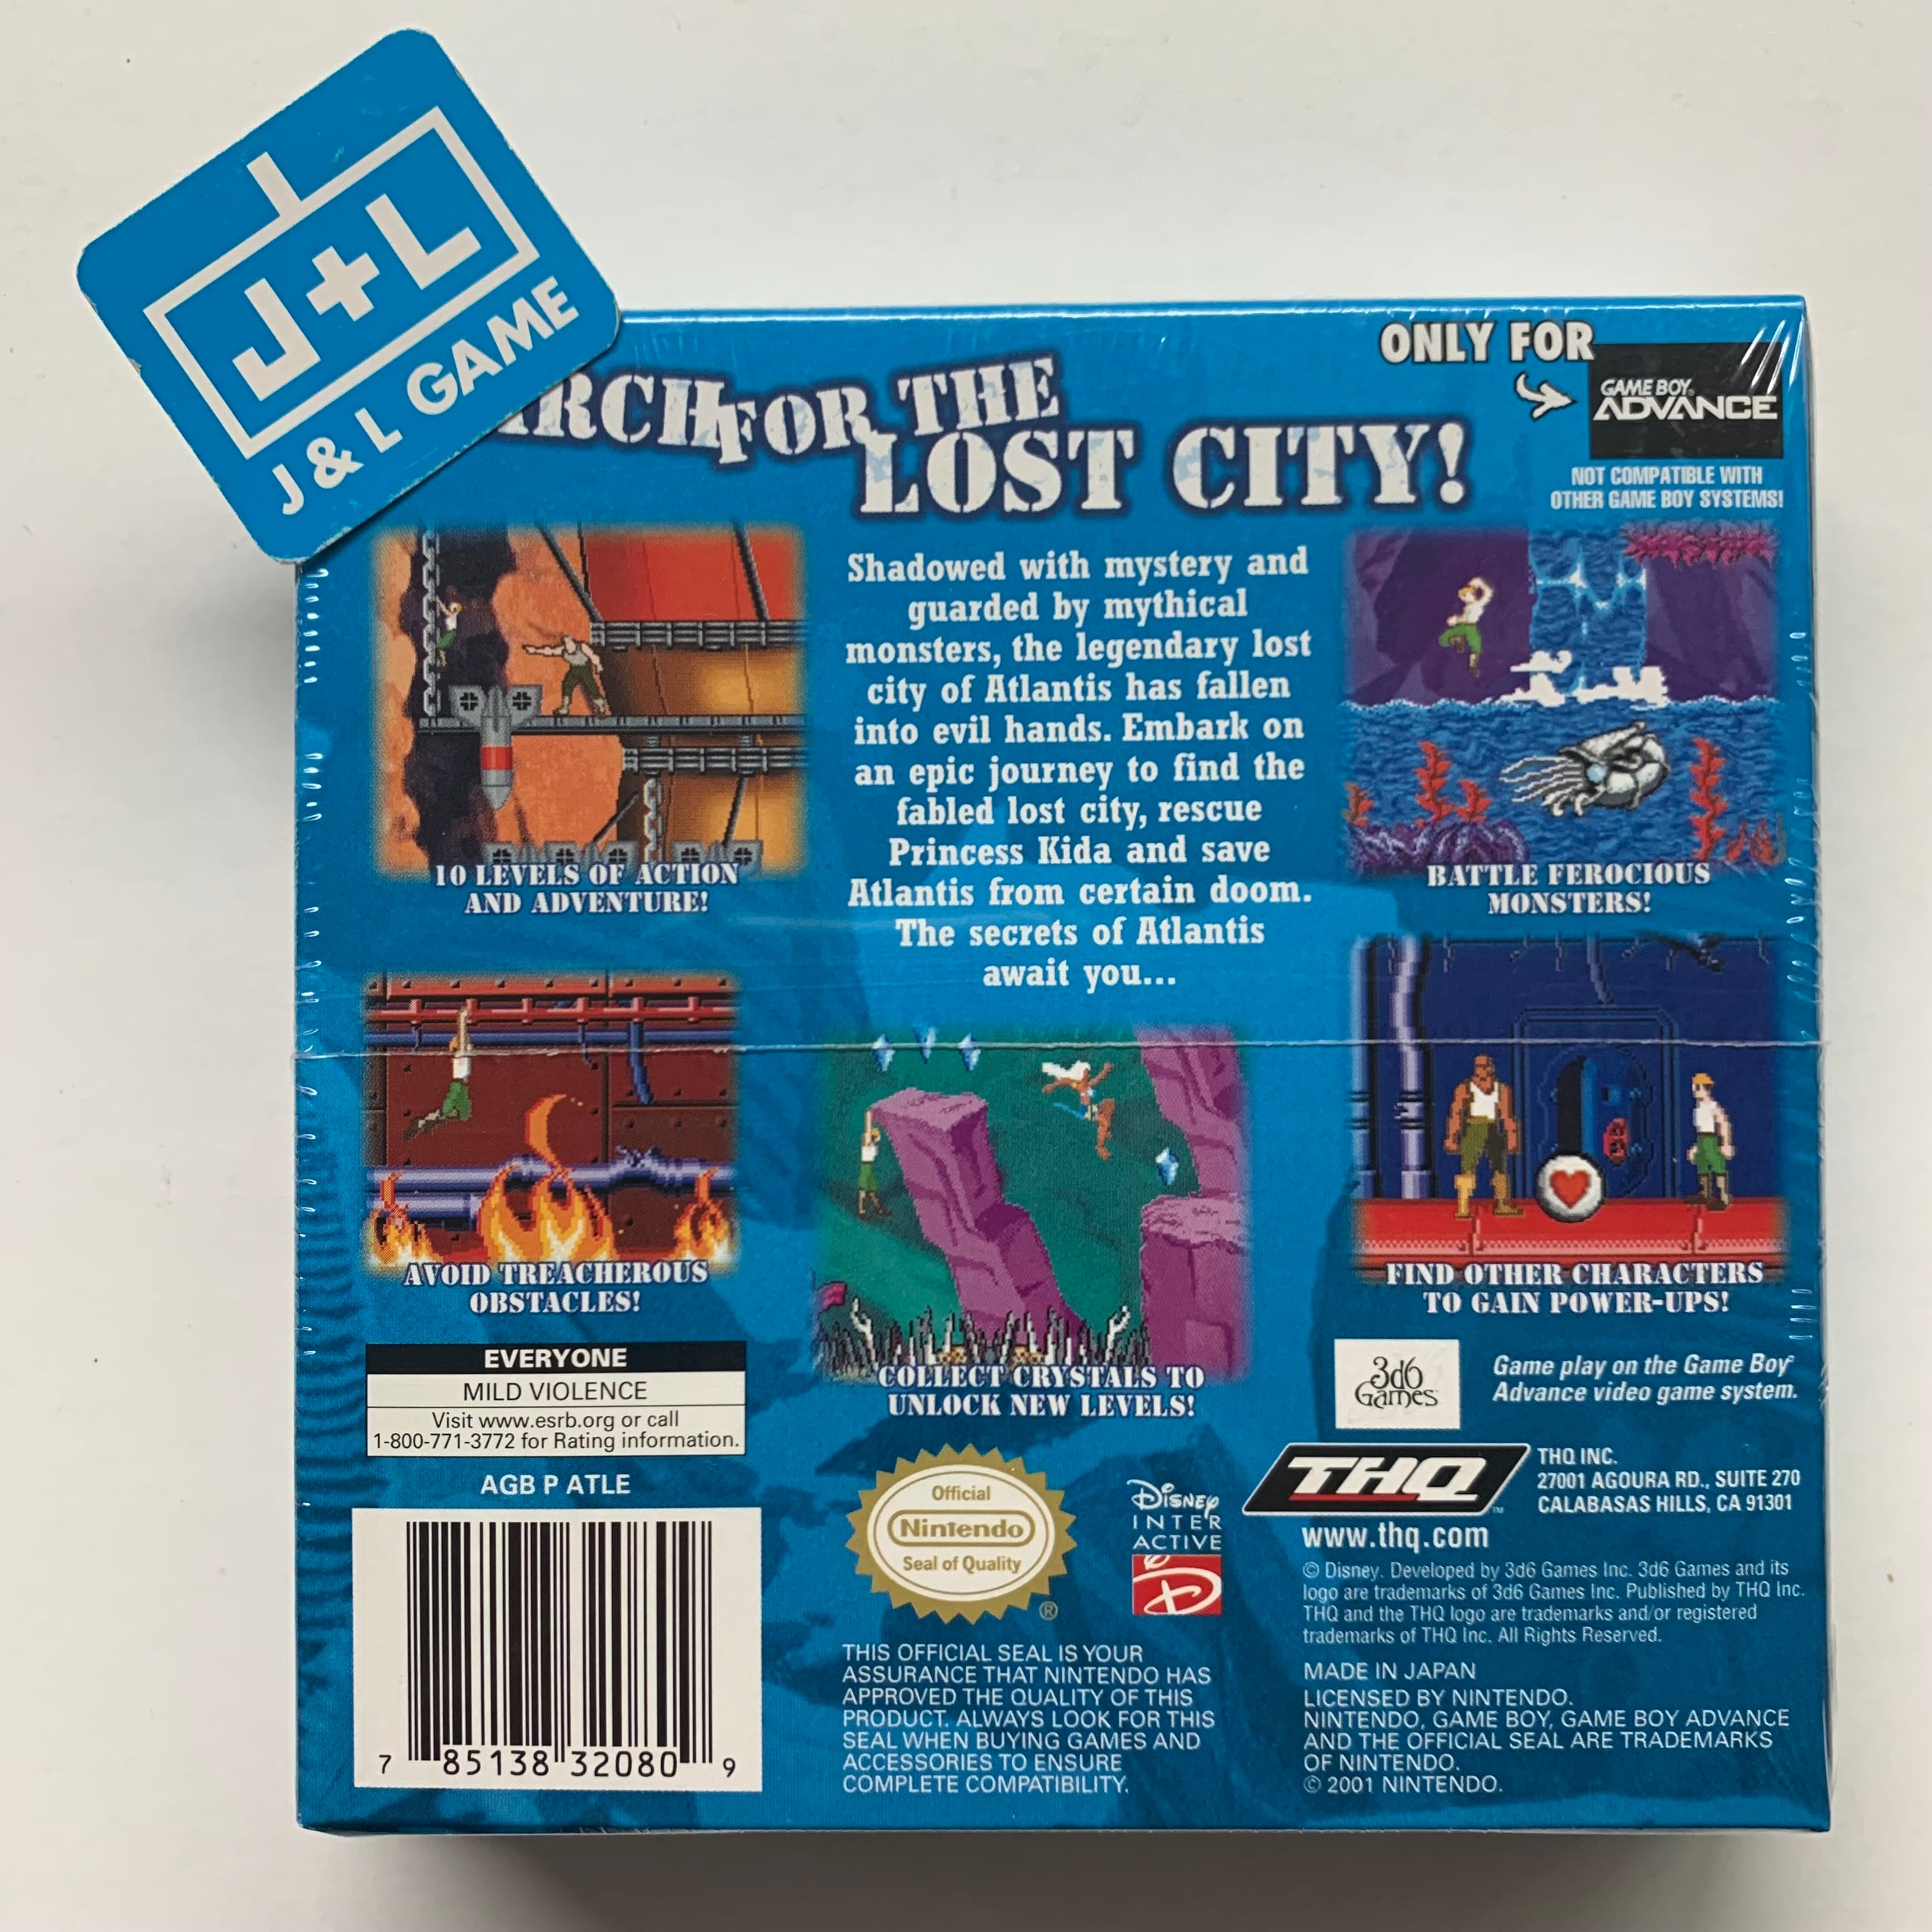 J+L
J & L GAME
ARCH FOR THE
LOST CITY!
ONLY FOR
GAME BOY
ADVANCE
NOT COMPATIBLE WITH
OTHER GAME BOY SYSTEMS!
Shadowed with mystery and
guarded by mythical
monsters, the legendary lost
city of Atlantis has fallen
into evil hands. Embark on
an epic journey to find the
fabled lost city, rescue
Princess Kida and save
Atlantis from certain doom.
The secrets of Atlantis
await you...
10 LEVELS OF ACTION
AND ADVENTURE!
BATTLE FEROCIOUS
MONSTERS!
AVOID TREACHEROUS
OBSTACLES!
COLLECT CRYSTALS TO
UNLOCK NEW LEVELS!
FIND OTHER CHARACTERS
TO GAIN POWER-UPS!
EVERYONE
MILD VIOLENCE
Visit www.esrb.org or call
1-800-771-3772 for Rating information.
AGB P ATLE
7 85138 32080 9
Official
Nintendo
Seal of Quality
®
THIS OFFICIAL SEAL IS YOUR
ASSURANCE THAT NINTENDO HAS
APPROVED THE QUALITY OF THIS
PRODUCT. ALWAYS LOOK FOR THIS
SEAL WHEN BUYING GAMES AND
ACCESSORIES TO ENSURE
COMPLETE COMPATIBILITY.
DISNEY
INTER
ACTIVE
D
3d6
Games
Game play on the Game Boy®
Advance video game system.
THQ™
THQ INC.
27001 AGOURA RD., SUITE 270
CALABASAS HILLS, CA 91301
www.thq.com
© Disney. Developed by 3d6 Games Inc. 3d6 Games and its
logo are trademarks of 3d6 Games Inc. Published by THQ Inc.
THQ and the THQ logo are trademarks and/or registered
trademarks of THQ Inc. All Rights Reserved.
MADE IN JAPAN
LICENSED BY NINTENDO.
NINTENDO, GAME BOY, GAME BOY ADVANCE
AND THE OFFICIAL SEAL ARE TRADEMARKS
OF NINTENDO.
© 2001 NINTENDO.